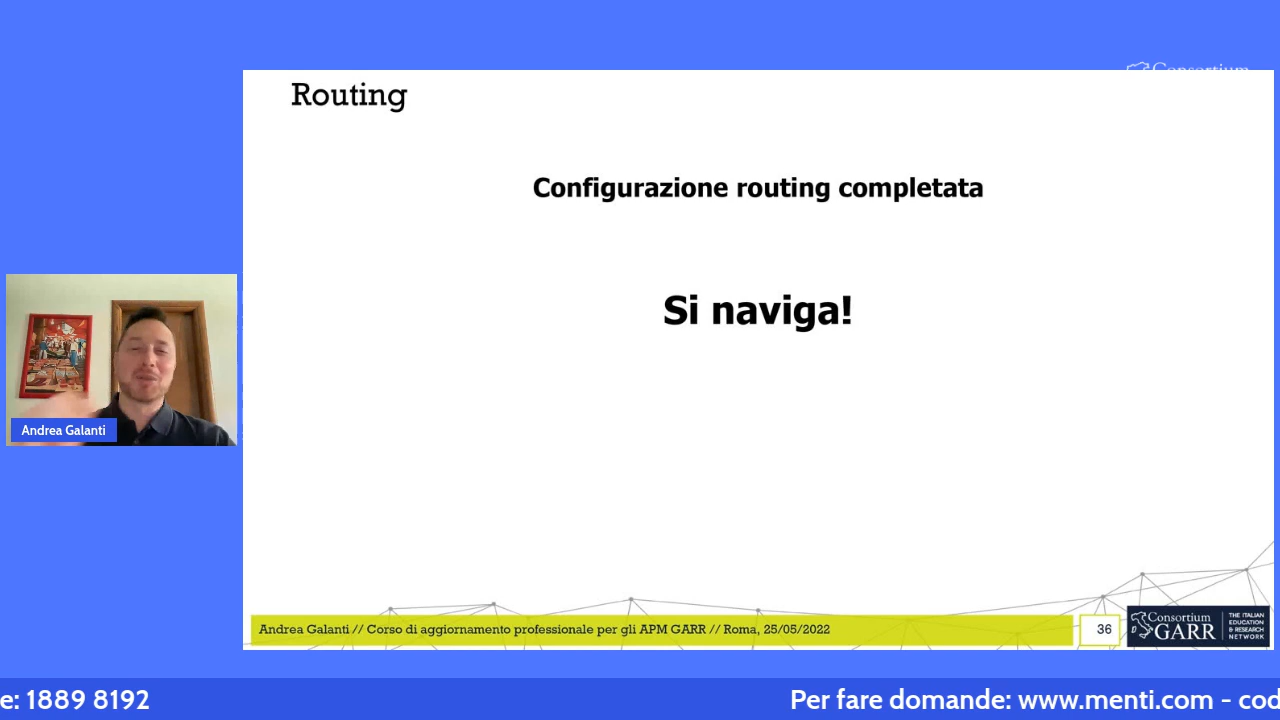 Consortium
Routing
Configurazione routing completata
Si naviga!
Andrea Galanti
Andrea Galanti // Corso di aggiornamento professionale per gli APM GARR // Roma, 25/05/2022
36
Consortium
GARR
THE ITALIAN
EDUCATION
& RESEARCH
NETWORK
e: 1889 8192
Per fare domande: www.menti.com - cod